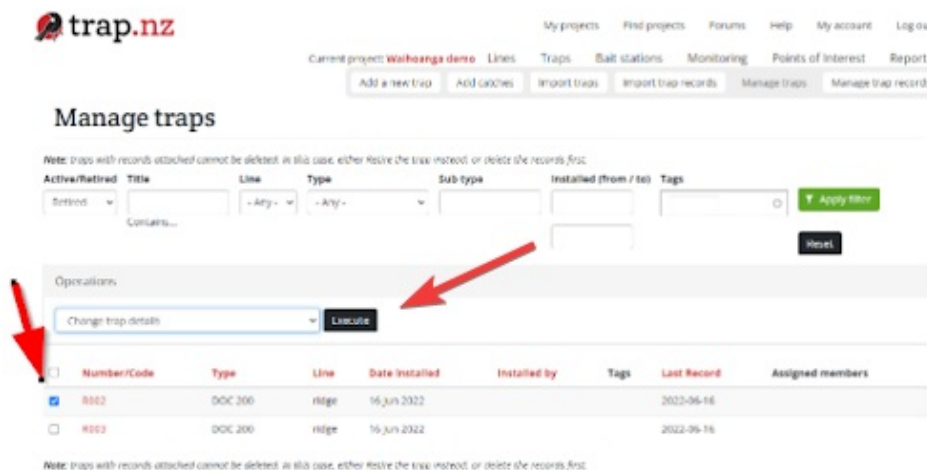 trap.nz
My projects Find projects Forums Help My account Log ou
Current project: Waihoanga demo Lines Traps Bait stations Monitoring Points of Interest Report
Add a new trap Add catches Import traps Import trap records Manage traps Manage trap record
Manage traps
Note: traps with records attached cannot be deleted. In this case, either Retire the trap instead, or delete the records first.
Active/Retired Title Line Type Sub type Installed (from / to) Tags
Retired - Any - - Any - Apply filter
Contains...
Reset
Operations
Change trap details Execute
Number/Code Type Line Date Installed Installed by Tags Last Record Assigned members
R002 DOC 200 ridge 16 Jun 2022 2022-06-16
R003 DOC 200 ridge 16 Jun 2022 2022-06-16
Note: traps with records attached cannot be deleted. In this case, either Retire the trap instead, or delete the records first.